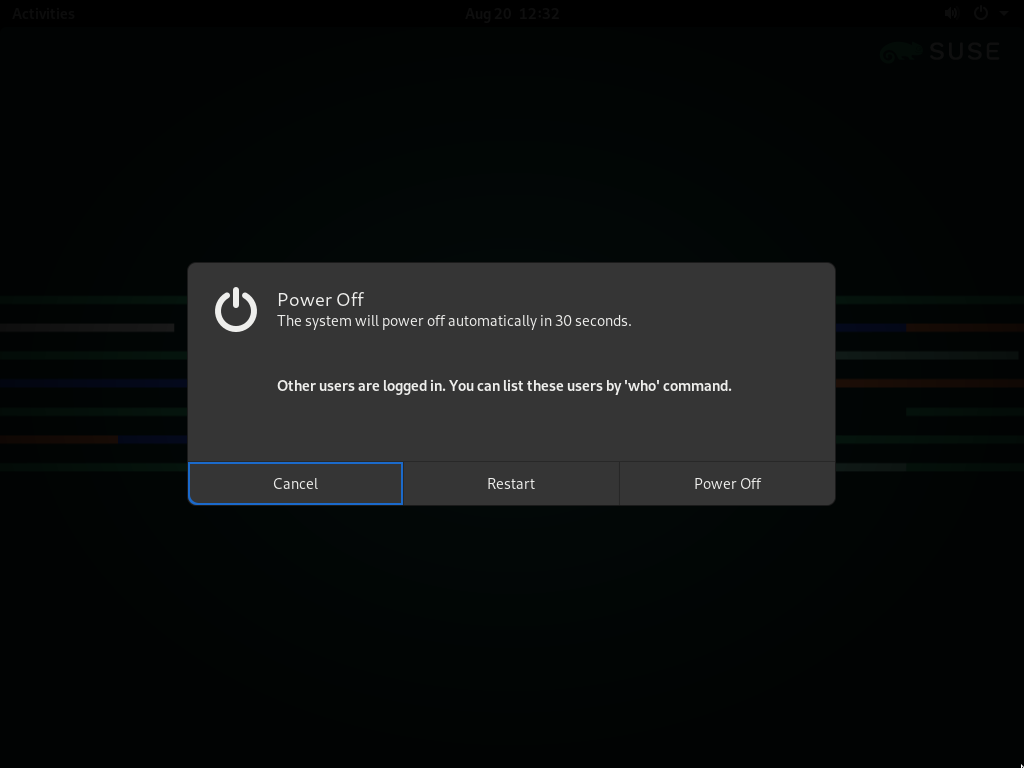 Activities
Aug 20 12:32
SUSE
Power Off
The system will power off automatically in 30 seconds.
Other users are logged in. You can list these users by 'who' command.
Cancel
Restart
Power Off